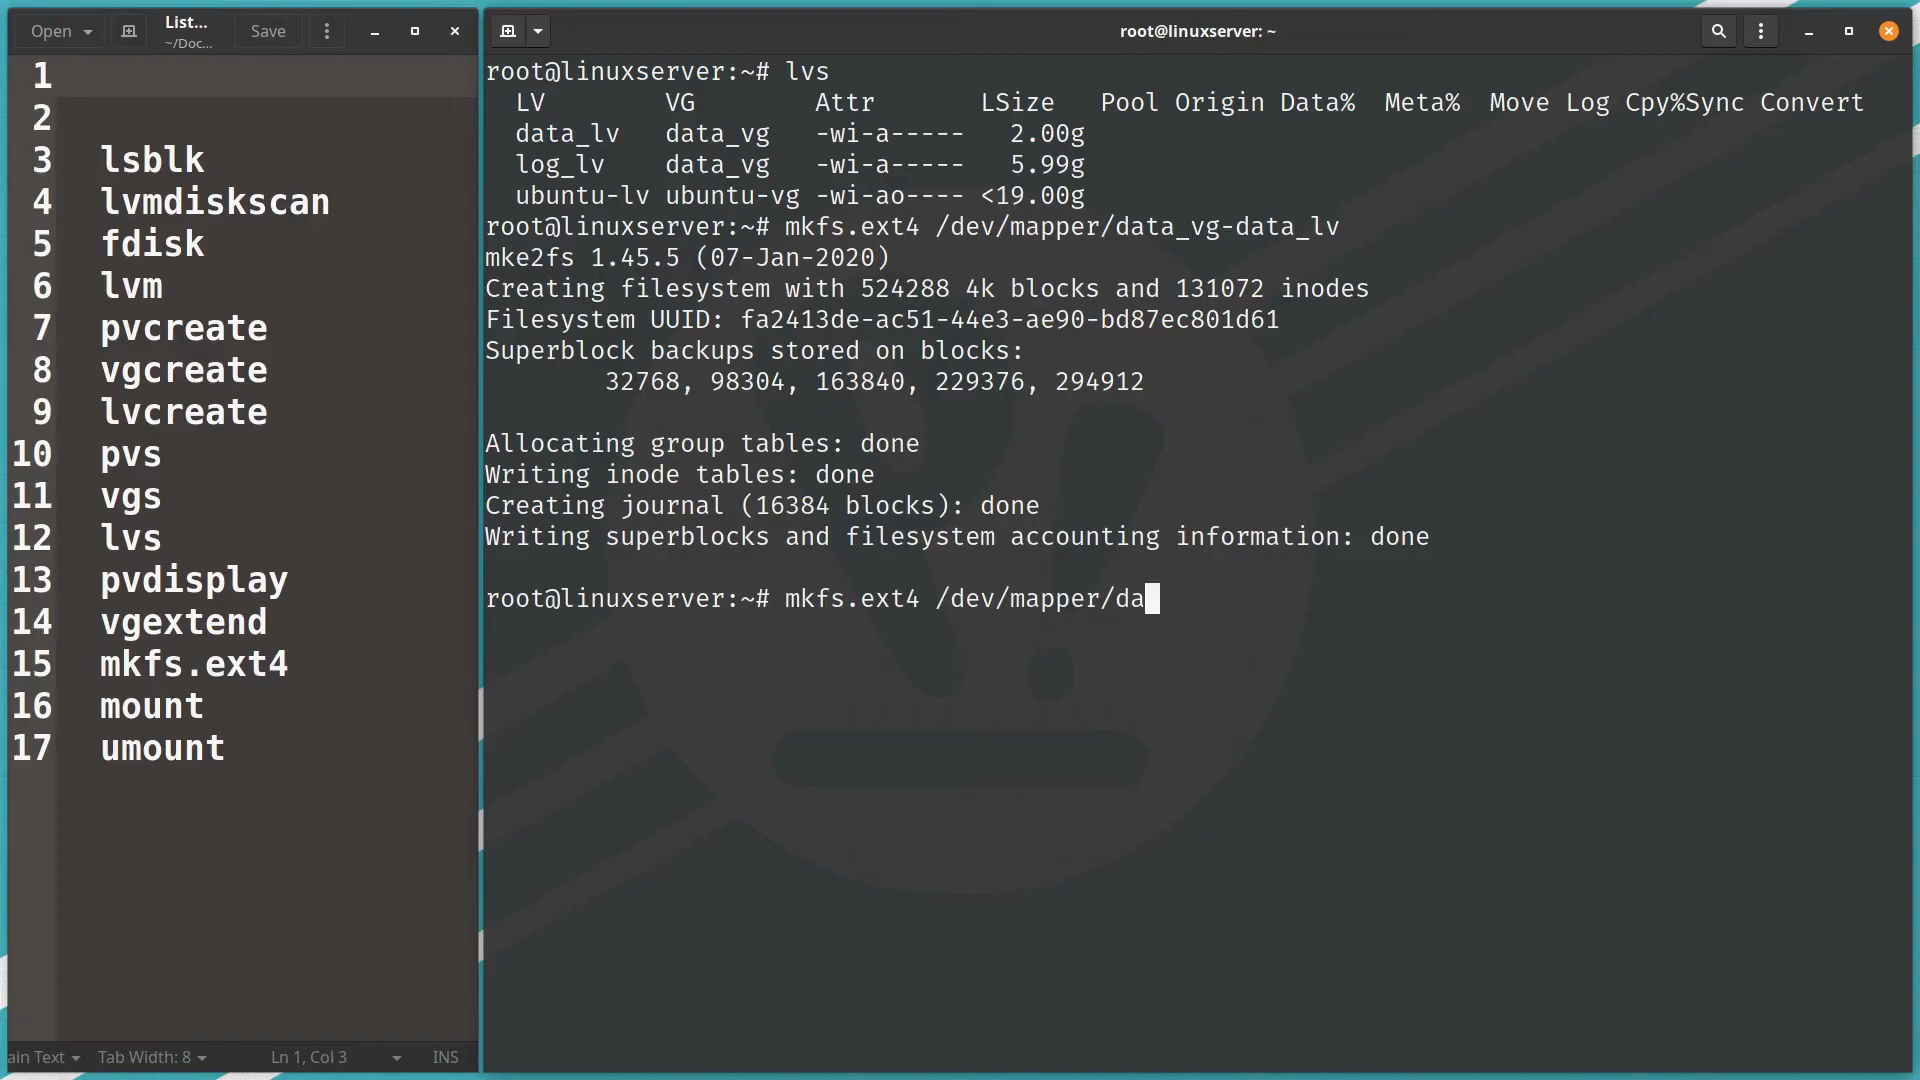 Open
List...
~/Doc...
Save
1
2
3 lsblk
4 lvmdiskscan
5 fdisk
6 lvm
7 pvcreate
8 vgcreate
9 lvcreate
10 pvs
11 vgs
12 lvs
13 pvdisplay
14 vgextend
15 mkfs.ext4
16 mount
17 umount
ain Text Tab Width: 8 Ln 1, Col 3 INS
root@linuxserver: ~
root@linuxserver:~# lvs
LV VG Attr LSize Pool Origin Data% Meta% Move Log Cpy%Sync Convert
data_lv data_vg -wi-a----- 2.00g
log_lv data_vg -wi-a----- 5.99g
ubuntu-lv ubuntu-vg -wi-ao---- <19.00g
root@linuxserver:~# mkfs.ext4 /dev/mapper/data_vg-data_lv
mke2fs 1.45.5 (07-Jan-2020)
Creating filesystem with 524288 4k blocks and 131072 inodes
Filesystem UUID: fa2413de-ac51-44e3-ae90-bd87ec801d61
Superblock backups stored on blocks:
32768, 98304, 163840, 229376, 294912
Allocating group tables: done
Writing inode tables: done
Creating journal (16384 blocks): done
Writing superblocks and filesystem accounting information: done
root@linuxserver:~# mkfs.ext4 /dev/mapper/da